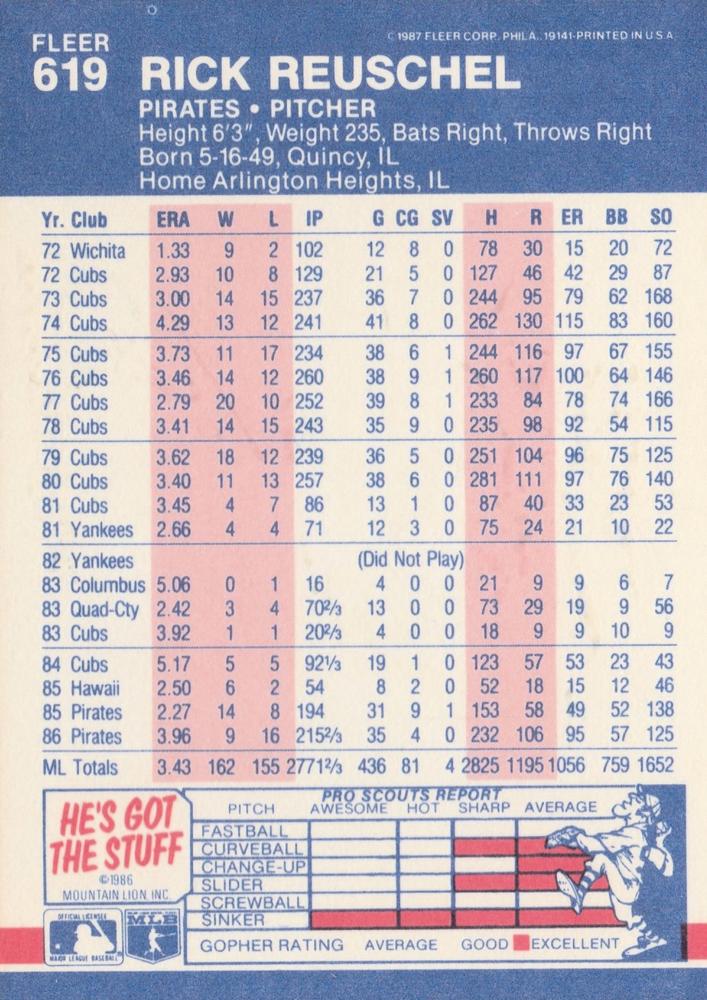 FLEER
© 1987 FLEER CORP. PHILA., 19141-PRINTED IN U.S.A.
619 RICK REUSCHEL
PIRATES • PITCHER
Height 6'3", Weight 235, Bats Right, Throws Right
Born 5-16-49, Quincy, IL
Home Arlington Heights, IL
Yr. Club ERA W L IP G CG SV H R ER BB SO
72 Wichita 1.33 9 2 102 12 8 0 78 30 15 20 72
72 Cubs 2.93 10 8 129 21 5 0 127 46 42 29 87
73 Cubs 3.00 14 15 237 36 7 0 244 95 79 62 168
74 Cubs 4.29 13 12 241 41 8 0 262 130 115 83 160
75 Cubs 3.73 11 17 234 38 6 1 244 116 97 67 155
76 Cubs 3.46 14 12 260 38 9 1 260 117 100 64 146
77 Cubs 2.79 20 10 252 39 8 1 233 84 78 74 166
78 Cubs 3.41 14 15 243 35 9 0 235 98 92 54 115
79 Cubs 3.62 18 12 239 36 5 0 251 104 96 75 125
80 Cubs 3.40 11 13 257 38 6 0 281 111 97 76 140
81 Cubs 3.45 4 7 86 13 1 0 87 40 33 23 53
81 Yankees 2.66 4 4 71 12 3 0 75 24 21 10 22
82 Yankees (Did Not Play)
83 Columbus 5.06 0 1 16 4 0 0 21 9 9 6 7
83 Quad-Cty 2.42 3 4 70⅔ 13 0 0 73 29 19 9 56
83 Cubs 3.92 1 1 20⅔ 4 0 0 18 9 9 10 9
84 Cubs 5.17 5 5 92⅓ 19 1 0 123 57 53 23 43
85 Hawaii 2.50 6 2 54 8 2 0 52 18 15 12 46
85 Pirates 2.27 14 8 194 31 9 1 153 58 49 52 138
86 Pirates 3.96 9 16 215⅔ 35 4 0 232 106 95 57 125
ML Totals 3.43 162 155 2771⅔ 436 81 4 2825 1195 1056 759 1652
HE'S GOT
THE STUFF
©1986
MOUNTAIN LION, INC.
OFFICIAL LICENSEE
MAJOR LEAGUE BASEBALL
MLB
PRO SCOUTS REPORT
PITCH AWESOME HOT SHARP AVERAGE
FASTBALL
CURVEBALL
CHANGE-UP
SLIDER
SCREWBALL
SINKER
GOPHER RATING AVERAGE GOOD EXCELLENT